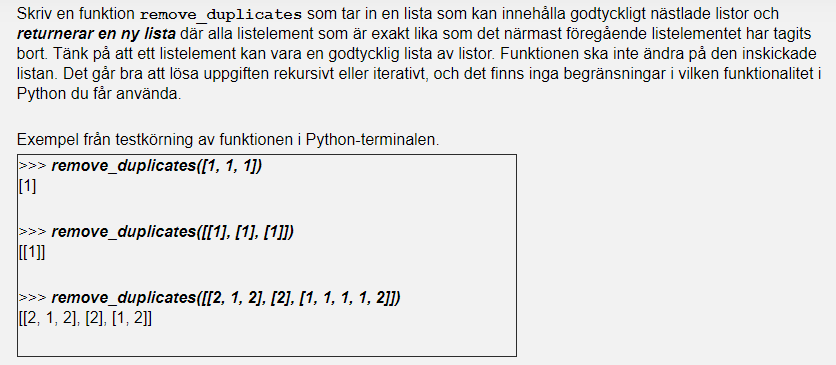 Skriv en funktion remove_duplicates som tar in en lista som kan innehålla godtyckligt nästlade listor och
returnerar en ny lista där alla listelement som är exakt lika som det närmast föregående listelementet har tagits
bort. Tänk på att ett listelement kan vara en godtycklig lista av listor. Funktionen ska inte ändra på den inskickade
listan. Det går bra att lösa uppgiften rekursivt eller iterativt, och det finns inga begränsningar i vilken funktionalitet i
Python du får använda.
Exempel från testkörning av funktionen i Python-terminalen.
>>> remove_duplicates([1, 1, 1])
[1]
>>> remove_duplicates([[1], [1], [1]])
[[1]]
>>> remove_duplicates([[2, 1, 2], [2], [1, 1, 1, 1, 2]])
[[2, 1, 2], [2], [1, 2]]